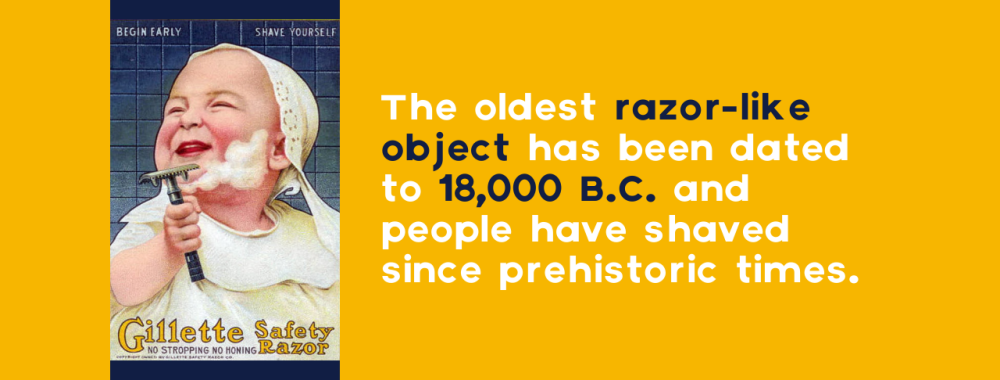 BEGIN EARLY
SHAVE YOURSELF
Gillette Safety
NO STROPPING NO HONING Razor
The oldest razor-like
object has been dated
to 18,000 B.C. and
people have shaved
since prehistoric times.